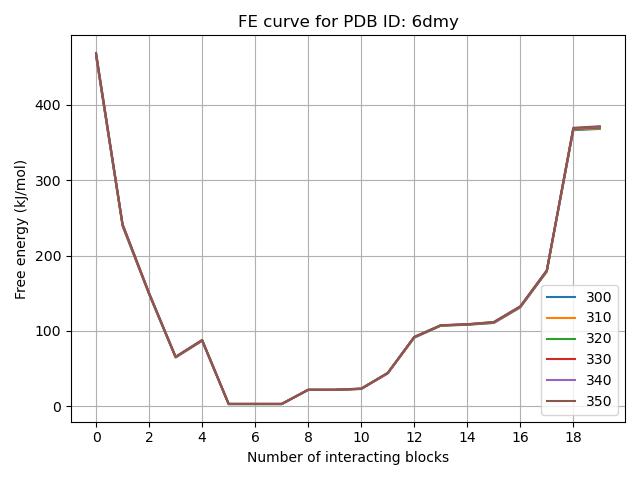 FE curve for PDB ID: 6dmy
Free energy (kJ/mol)
400
300
200
100
0
0 2 4 6 8 10 12 14 16 18
Number of interacting blocks
300
310
320
330
340
350